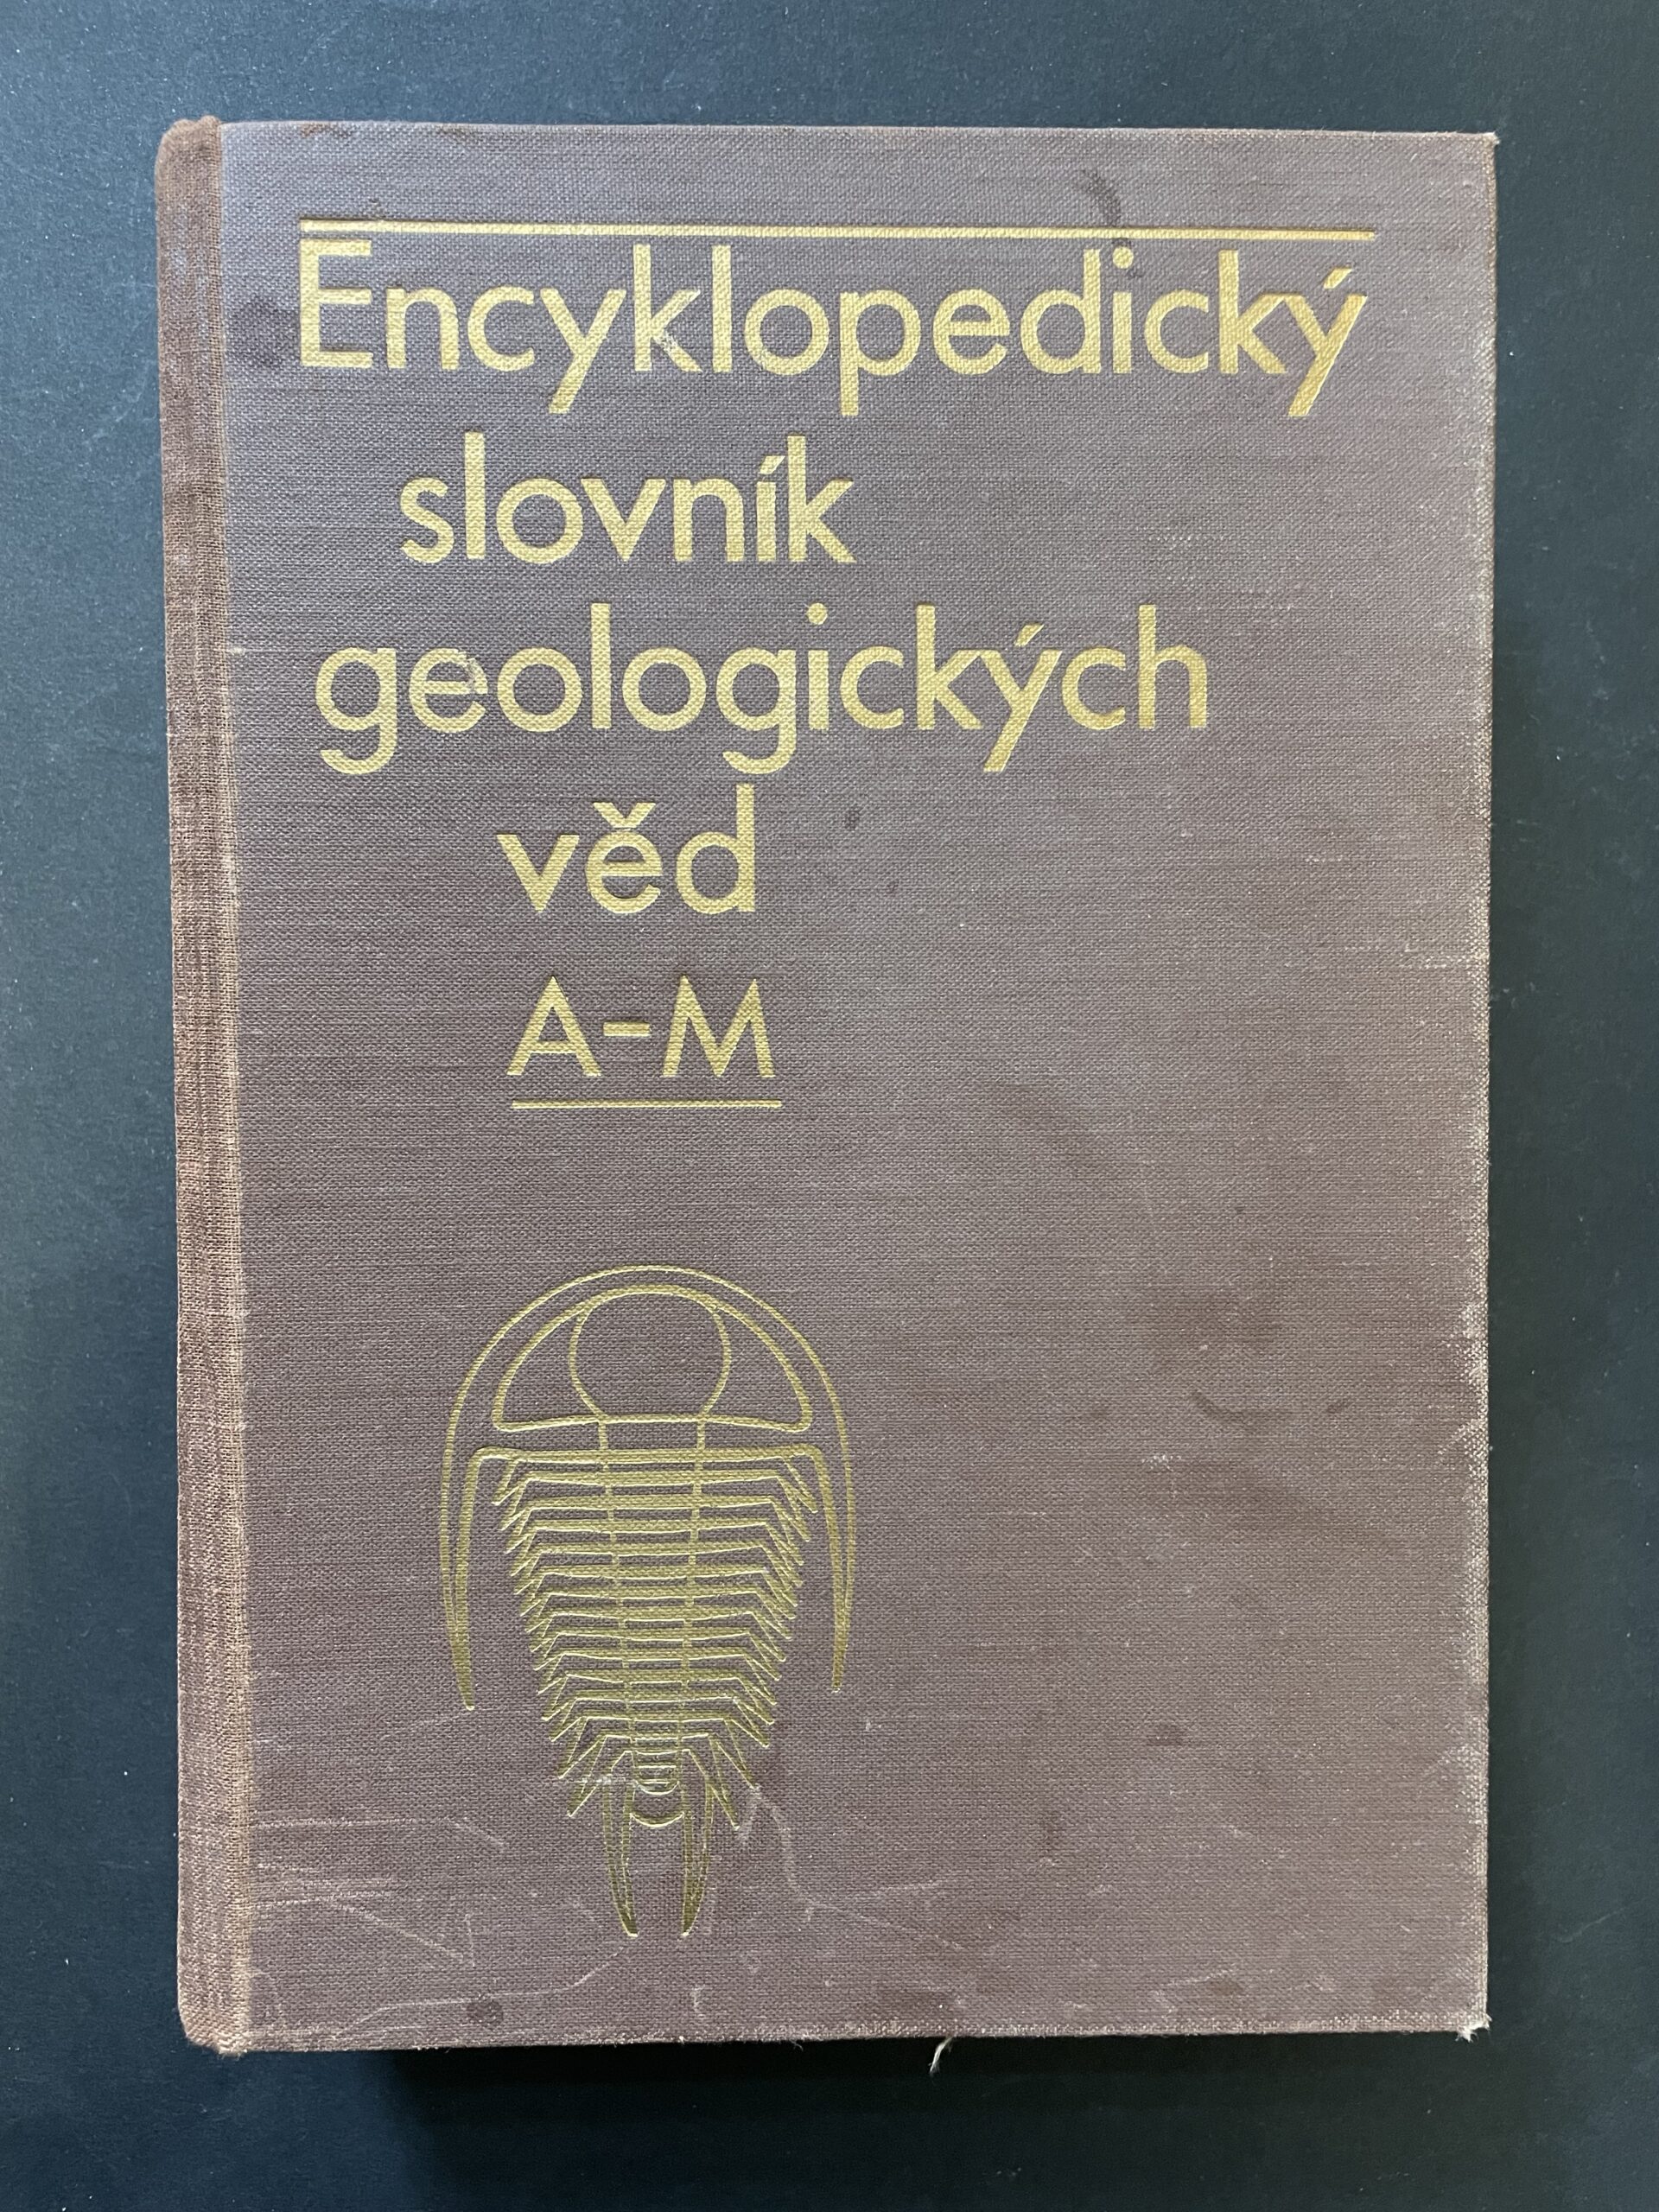 Encyklopedický
slovník
geologických
věd
A-M